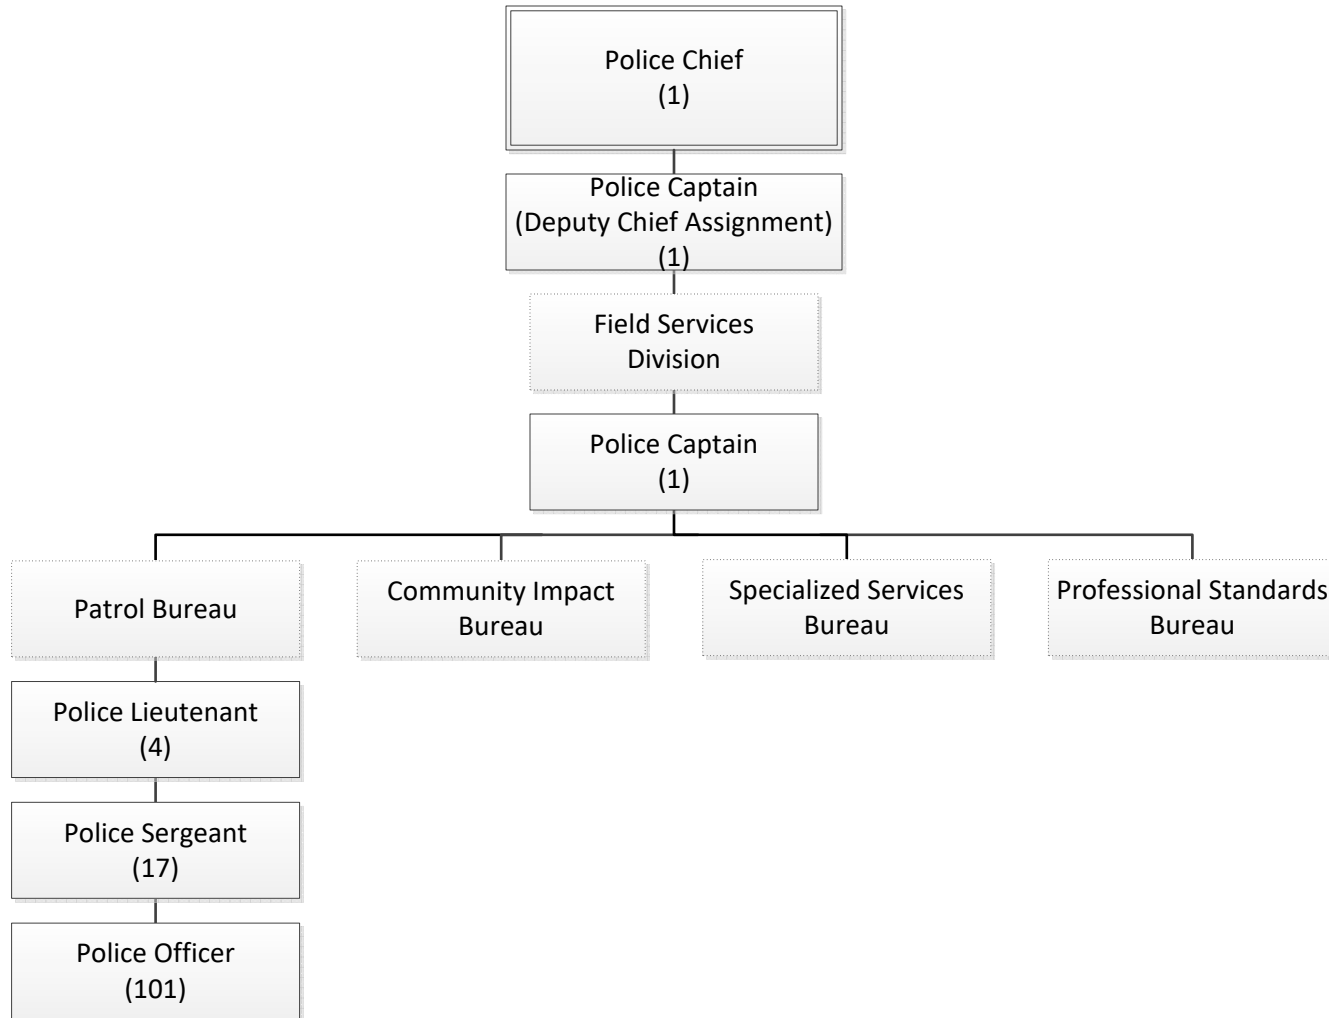 Police Chief
(1)
Police Captain
(Deputy Chief Assignment)
(1)
Field Services
Division
Police Captain
(1)
Patrol Bureau
Community Impact
Bureau
Specialized Services
Bureau
Professional Standards
Bureau
Police Lieutenant
(4)
Police Sergeant
(17)
Police Officer
(101)